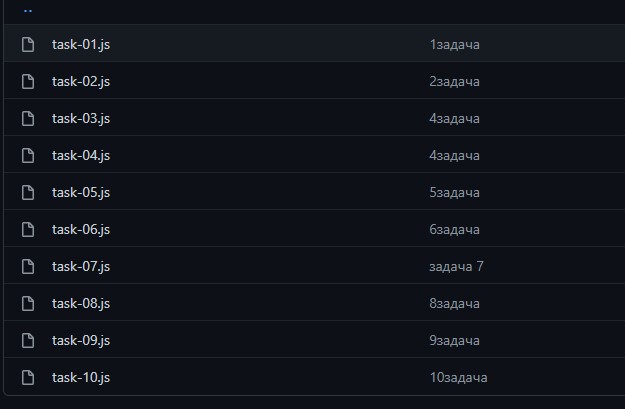 ..
task-01.js 1задача
task-02.js 2задача
task-03.js 4задача
task-04.js 4задача
task-05.js 5задача
task-06.js 6задача
task-07.js задача 7
task-08.js 8задача
task-09.js 9задача
task-10.js 10задача